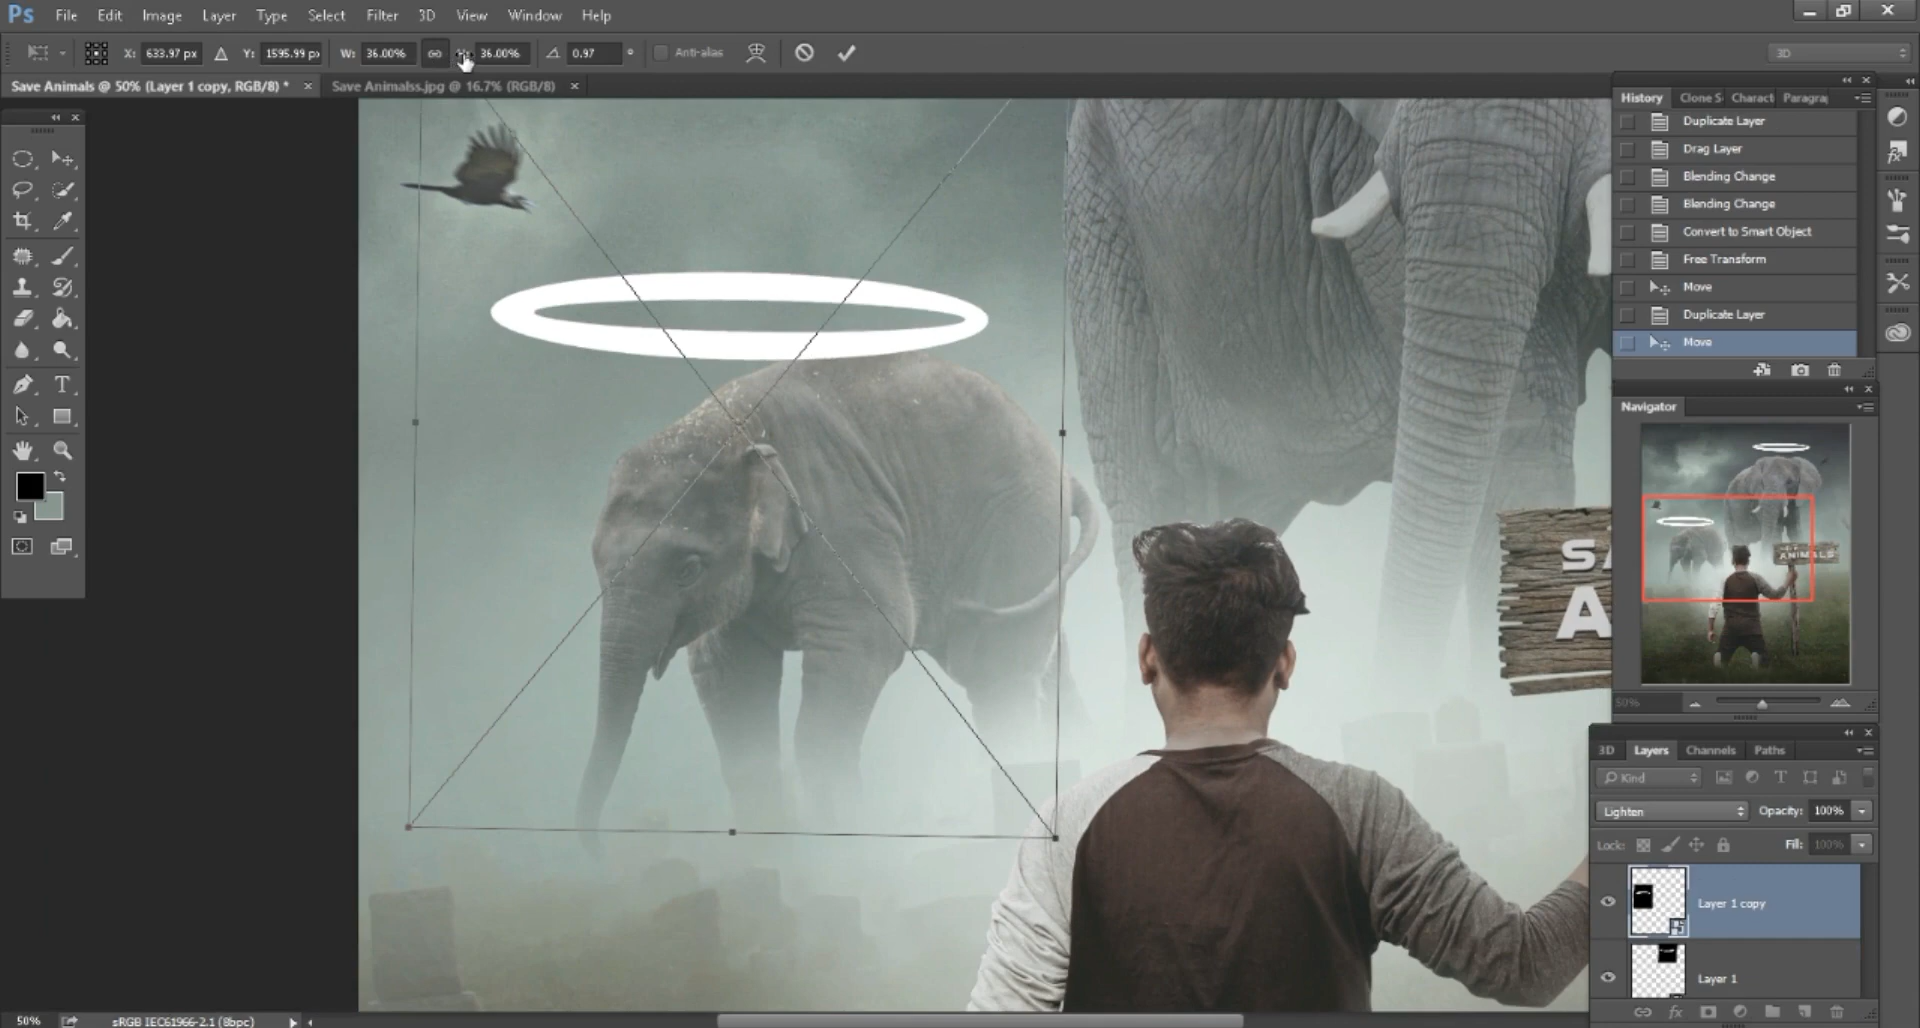 Ps File Edit Image Layer Type Select Filter 3D View Window Help
X: 633.97 px Y: 1595.99 px W: 36.00% 36.00% 0.97 ° Anti-alias 3D
Save Animals @ 50% (Layer 1 copy, RGB/8) * × Save Animalss.jpg @ 16.7% (RGB/8) ×
History Clone S Charact Paragra
Duplicate Layer
Drag Layer
Blending Change
Blending Change
Convert to Smart Object
Free Transform
Move
Duplicate Layer
Move
Navigator
ANIMALS
S
A
50%
3D Layers Channels Paths
Kind
Lighten Opacity: 100%
Lock: Fill: 100%
Layer 1 copy
Layer 1
50% sRGB IEC61966-2.1 (8bpc)